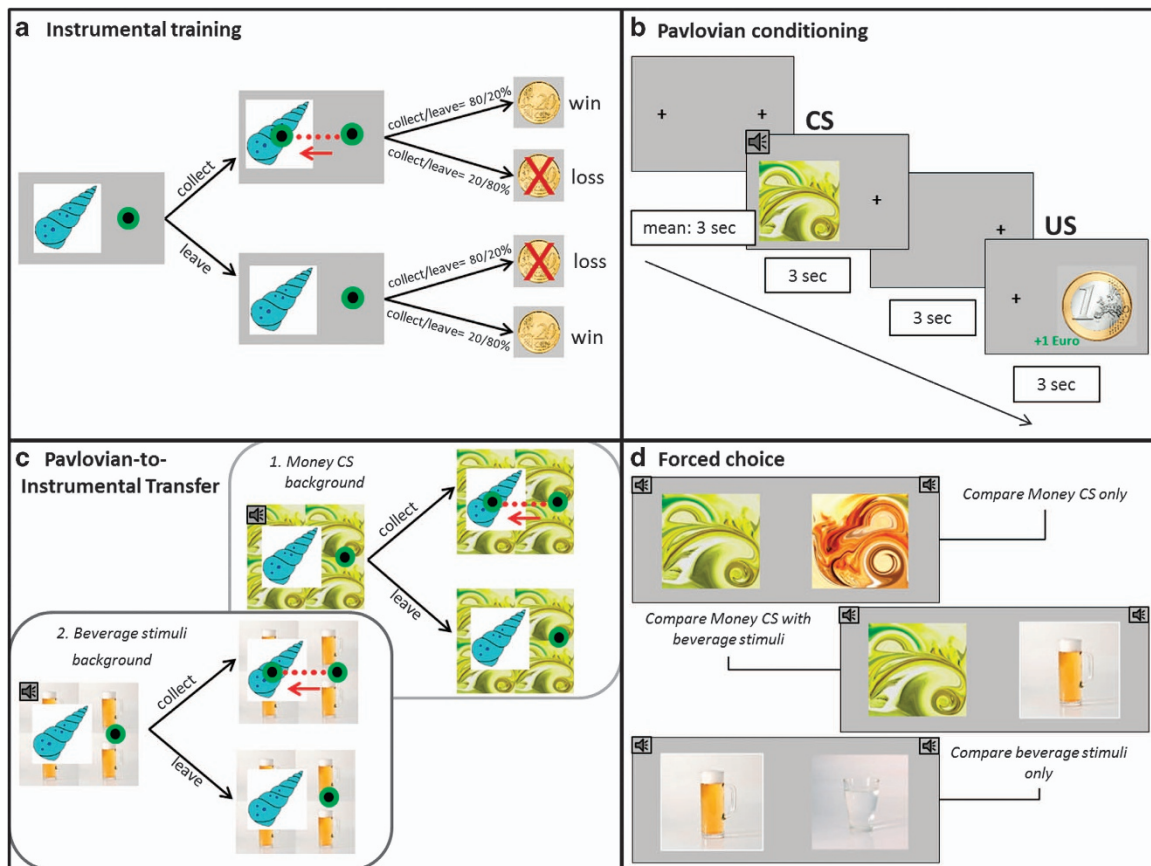 a Instrumental training
collect
leave
collect/leave= 80/20%
win
collect/leave= 20/80%
loss
collect/leave= 80/20%
loss
collect/leave= 20/80%
win
b Pavlovian conditioning
CS
mean: 3 sec
US
3 sec
3 sec
+1 Euro
3 sec
c Pavlovian-to-
Instrumental Transfer
1. Money CS
background
collect
leave
2. Beverage stimuli
background
collect
leave
d Forced choice
Compare Money CS only
Compare Money CS with
beverage stimuli
Compare beverage stimuli
only